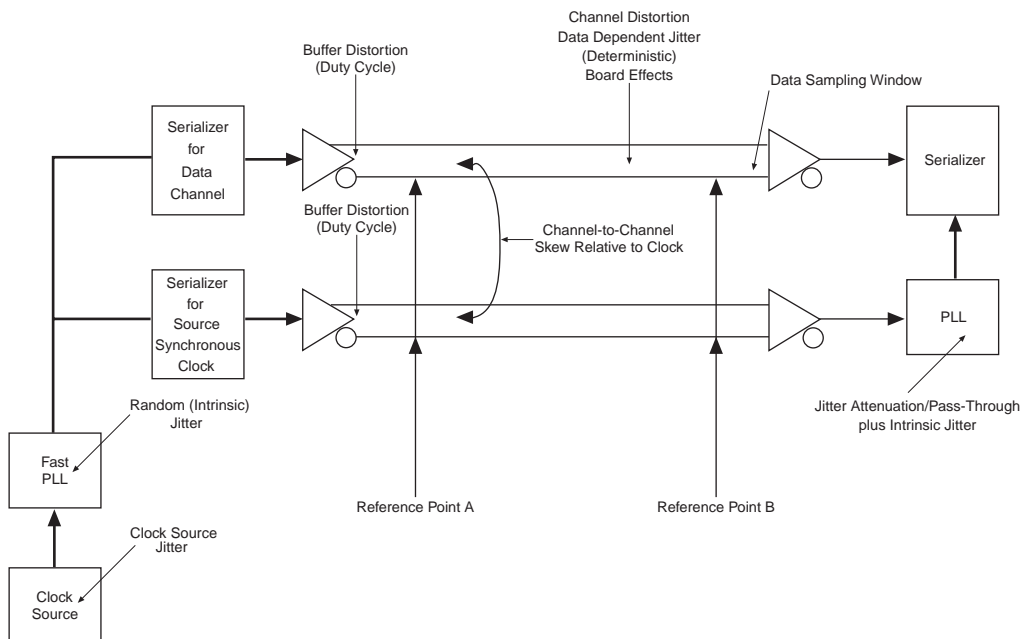 Channel Distortion
Data Dependent Jitter
(Deterministic)
Board Effects
Buffer Distortion
(Duty Cycle)
Data Sampling Window
Serializer
for
Data
Channel
Serializer
Buffer Distortion
(Duty Cycle)
Channel-to-Channel
Skew Relative to Clock
Serializer
for
Source
Synchronous
Clock
PLL
Random (Intrinsic)
Jitter
Jitter Attenuation/Pass-Through
plus Intrinsic Jitter
Fast
PLL
Reference Point A
Reference Point B
Clock Source
Jitter
Clock
Source